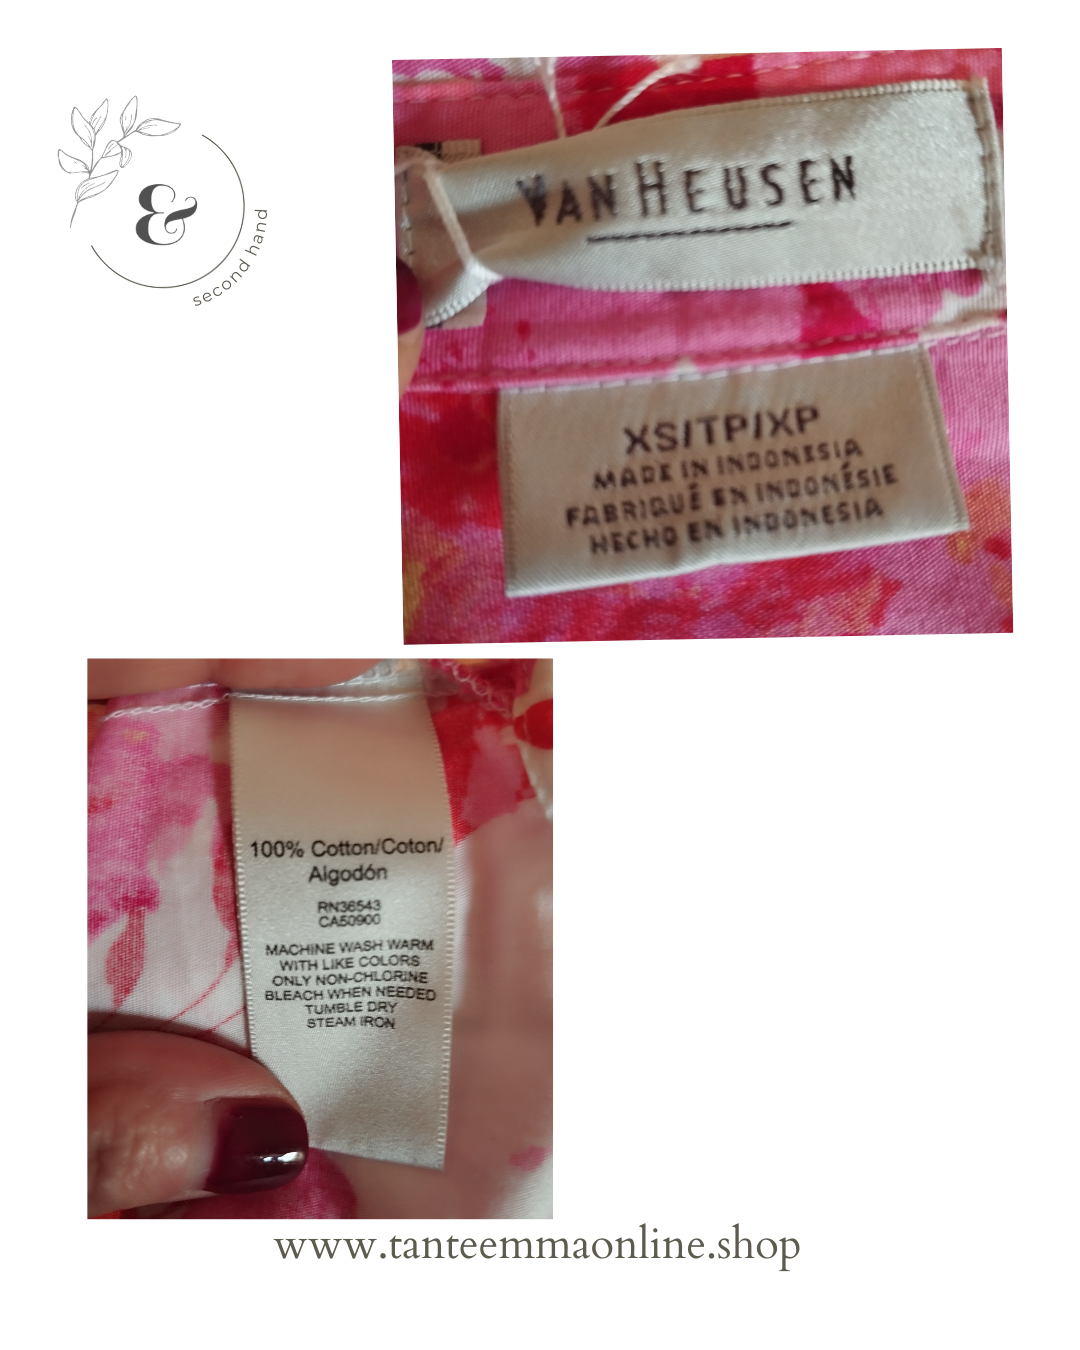 &
second hand
VAN HEUSEN
XS/TP/XP
MADE IN INDONESIA
FABRIQUÉ EN INDONÉSIE
HECHO EN INDONESIA
100% Cotton/Coton/
Algodón
RN36543
CA50900
MACHINE WASH WARM
WITH LIKE COLORS
ONLY NON-CHLORINE
BLEACH WHEN NEEDED
TUMBLE DRY
STEAM IRON
www.tanteemmaonline.shop